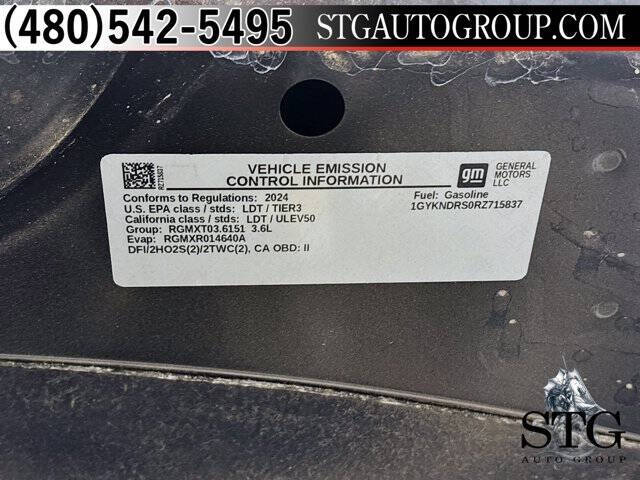 (480)542-5495 STGAUTOGROUP.COM
RZ715837
VEHICLE EMISSION
CONTROL INFORMATION
gm GENERAL
MOTORS
LLC
Conforms to Regulations: 2024
U.S. EPA class / stds: LDT / TIER3
California class / stds: LDT / ULEV50
Group: RGMXT03.6151 3.6L
Evap: RGMXR014640A
DFI/2HO2S(2)/2TWC(2), CA OBD: II
Fuel: Gasoline
1GYKNDRS0RZ715837
STG
AUTO GROUP